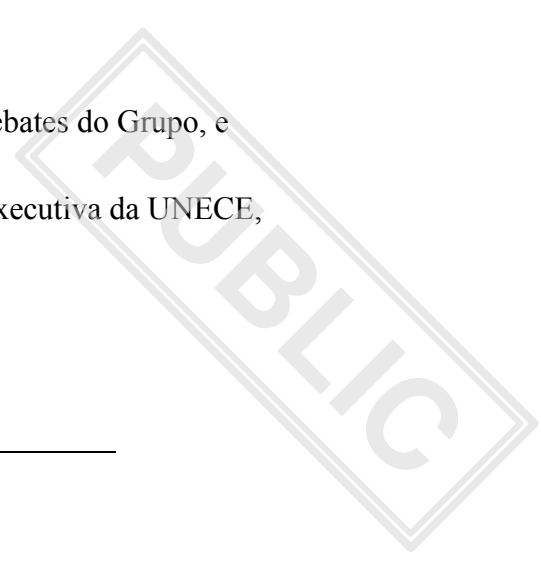 ebates do Grupo, e
xecutiva da UNECE,
PUBLIC